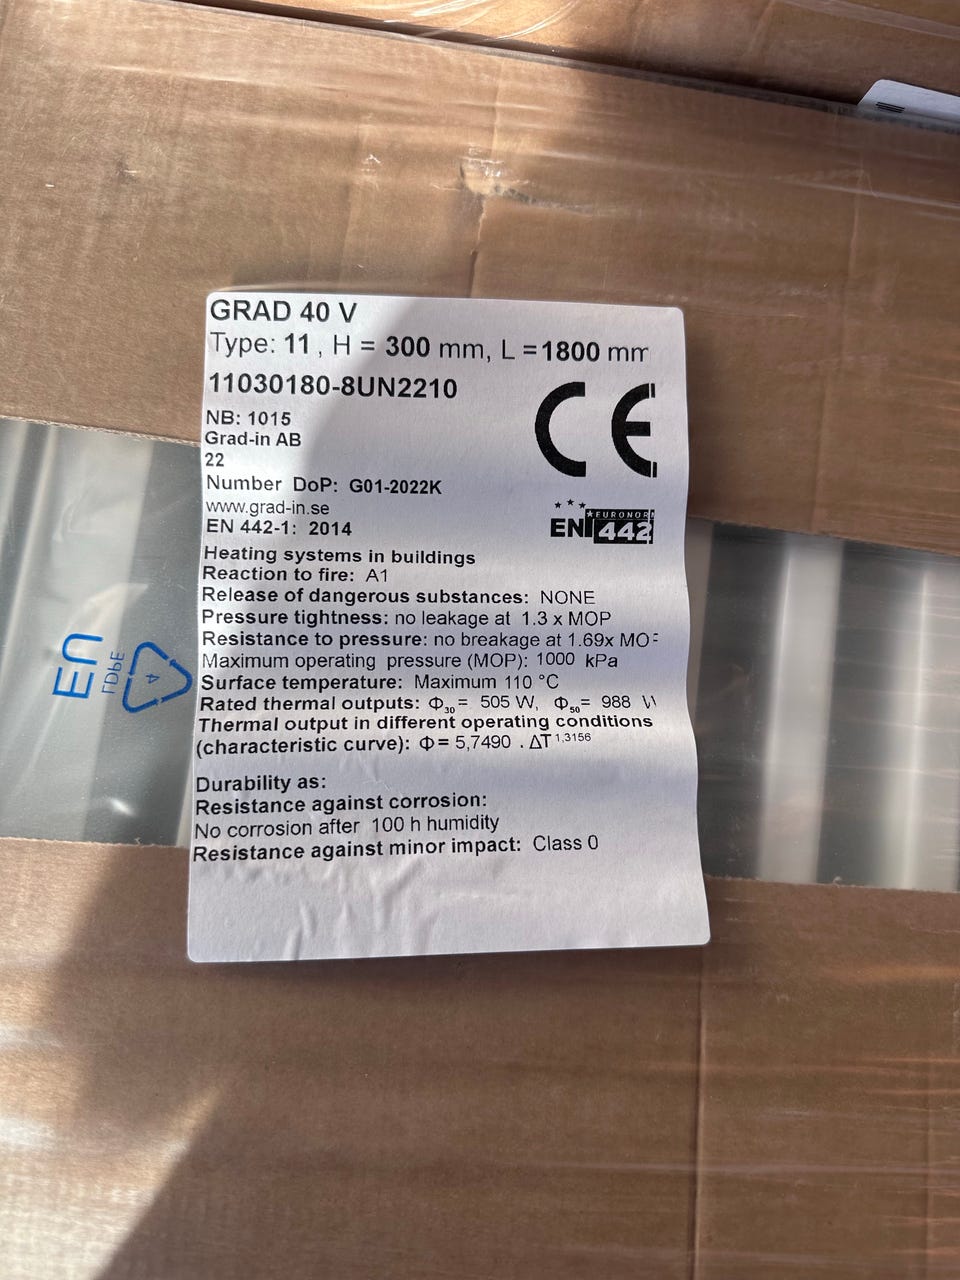 GRAD 40 V
Type: 11 , H = 300 mm, L =1800 mm
11030180-8UN2210
CE
NB: 1015
Grad-in AB
22
Number DoP: G01-2022K
www.grad-in.se
EN 442-1: 2014
EURONOR
EN 442
Heating systems in buildings
Reaction to fire: A1
Release of dangerous substances: NONE
Pressure tightness: no leakage at 1.3 x MOP
Resistance to pressure: no breakage at 1.69x MOP
Maximum operating pressure (MOP): 1000 kPa
Surface temperature: Maximum 110 °C
Rated thermal outputs: Φ₃₀= 505 W, Φ₅₀= 988 W
Thermal output in different operating conditions
(characteristic curve): Φ= 5,7490 . ΔT¹·³¹⁵⁶
Durability as:
Resistance against corrosion:
No corrosion after 100 h humidity
Resistance against minor impact: Class 0
4
LDPE